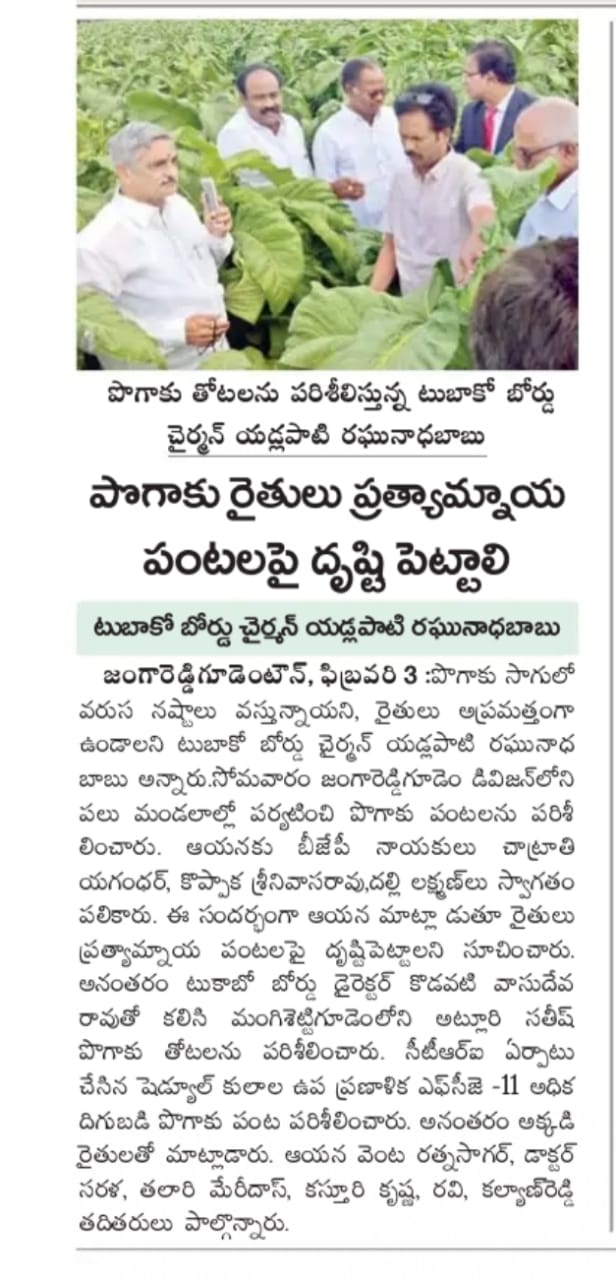 పొగాకు తోటలను పరిశీలిస్తున్న టుబాకో బోర్డు
చైర్మన్ యడ్లపాటి రఘునాధబాబు
పొగాకు రైతులు ప్రత్యామ్నాయ
పంటలపై దృష్టి పెట్టాలి
టుబాకో బోర్డు చైర్మన్ యడ్లపాటి రఘునాధబాబు
జంగారెడ్డిగూడెంటౌన్, ఫిబ్రవరి 3 :పొగాకు సాగులో
వరుస నష్టాలు వస్తున్నాయని, రైతులు అప్రమత్తంగా
ఉండాలని టుబాకో బోర్డు ఛైర్మన్ యడ్లపాటి రఘునాధ
బాబు అన్నారు.సోమవారం జంగారెడ్డిగూడెం డివిజన్‌లోని
పలు మండలాల్లో పర్యటించి పొగాకు పంటలను పరిశీ
లించారు. ఆయనకు బీజేపీ నాయకులు చాట్రాతి
యగంధర్, కొప్పాక శ్రీనివాసరావు,దల్లి లక్ష్మణ్‌లు స్వాగతం
పలికారు. ఈ సందర్భంగా ఆయన మాట్లా డుతూ రైతులు
ప్రత్యామ్నాయ పంటలపై దృష్టిపెట్టాలని సూచించారు.
అనంతరం టుకాబో బోర్డు డైరెక్టర్ కొడవటి వాసుదేవ
రావుతో కలిసి మంగిశెట్టిగూడెంలోని అట్లూరి సతీష్
పొగాకు తోటలను పరిశీలించారు. సీటీఆర్ఐ ఏర్పాటు
చేసిన షెడ్యూల్ కులాల ఉప ప్రణాళిక ఎఫ్‌సీజె -11 అధిక
దిగుబడి పొగాకు పంట పరిశీలించారు. అనంతరం అక్కడి
రైతులతో మాట్లాడారు. ఆయన వెంట రత్నసాగర్, డాక్టర్
సరళ, తలారి మేరీదాస్, కస్తూరి కృష్ణ, రవి, కల్యాణ్‌రెడ్డి
తదితరులు పాల్గొన్నారు.